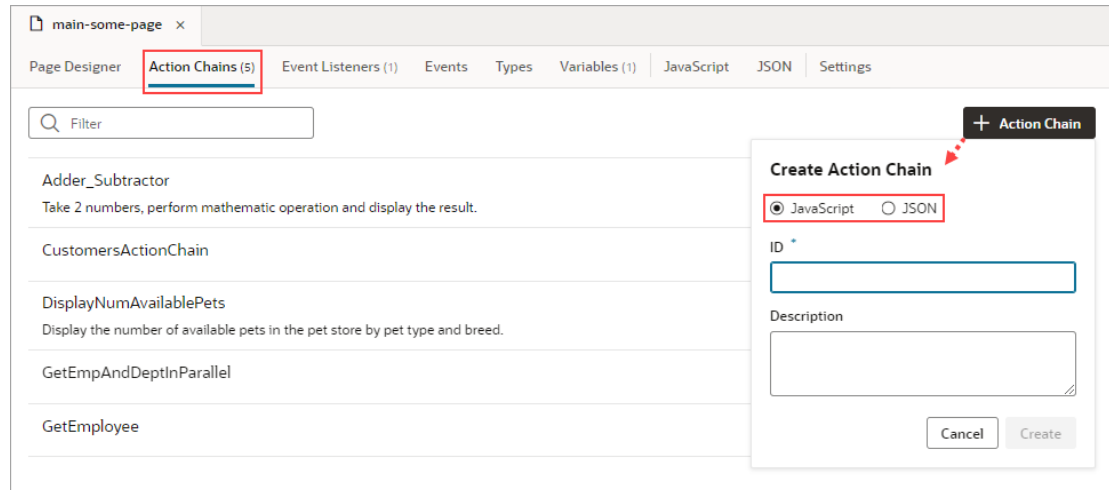 main-some-page ×
Page Designer Action Chains (5) Event Listeners (1) Events Types Variables (1) JavaScript JSON Settings
Filter
+ Action Chain
Adder_Subtractor
Take 2 numbers, perform mathematic operation and display the result.
CustomersActionChain
DisplayNumAvailablePets
Display the number of available pets in the pet store by pet type and breed.
GetEmpAndDeptInParallel
GetEmployee
Create Action Chain
JavaScript JSON
ID *
Description
Cancel Create